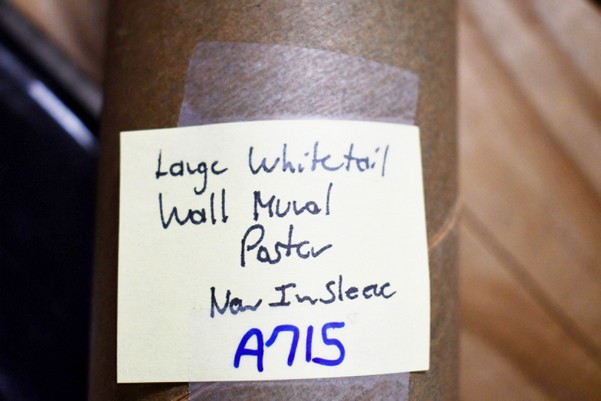 Large Whitetail
Wall Mural
Poster
New In Sleeve
A715